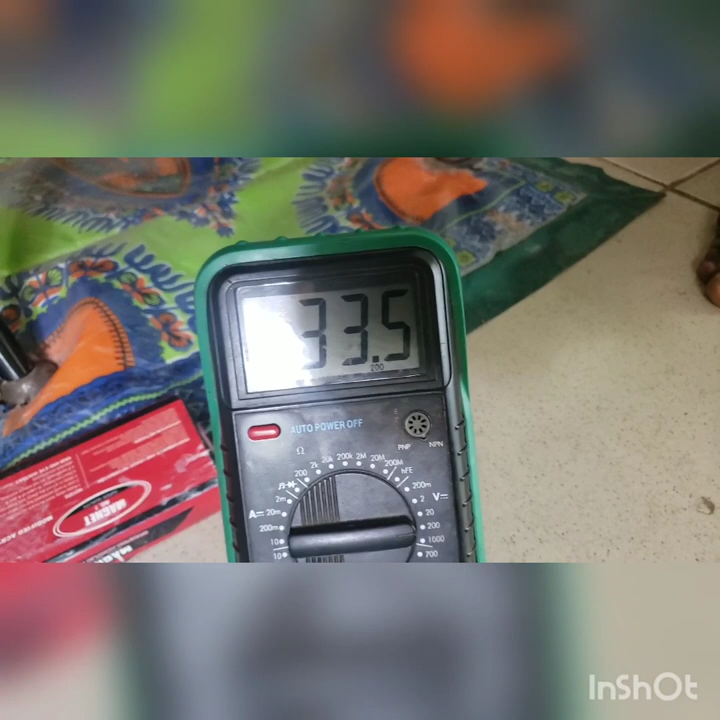 33.5
200
AUTO POWER OFF
PNP NPN
Ω
200 2k 20k 200k 2M 20M 200M hFE
2m
A 20m
200m
10
10
200m
2 V
20
200
1000
700
MAGNET
InShOt